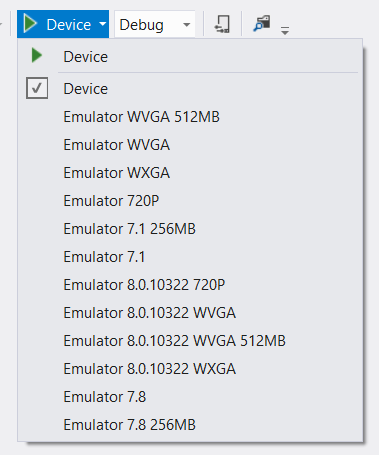 Device Debug
Device
Device
Emulator WVGA 512MB
Emulator WVGA
Emulator WXGA
Emulator 720P
Emulator 7.1 256MB
Emulator 7.1
Emulator 8.0.10322 720P
Emulator 8.0.10322 WVGA
Emulator 8.0.10322 WVGA 512MB
Emulator 8.0.10322 WXGA
Emulator 7.8
Emulator 7.8 256MB